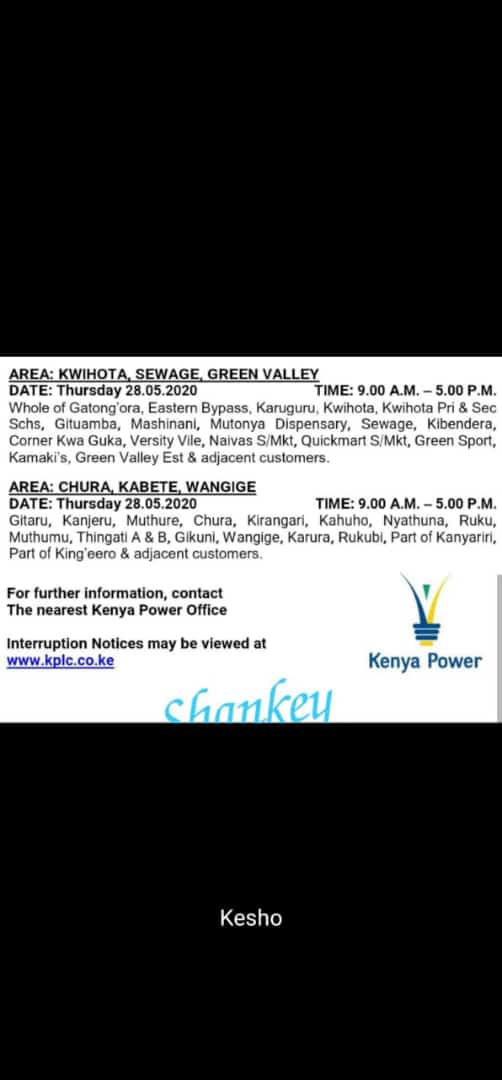 AREA: KWIHOTA, SEWAGE, GREEN VALLEY
DATE: Thursday 28.05.2020 TIME: 9.00 A.M. – 5.00 P.M.
Whole of Gatong'ora, Eastern Bypass, Karuguru, Kwihota, Kwihota Pri & Sec
Schs, Gituamba, Mashinani, Mutonya Dispensary, Sewage, Kibendera,
Corner Kwa Guka, Versity Vile, Naivas S/Mkt, Quickmart S/Mkt, Green Sport,
Kamaki's, Green Valley Est & adjacent customers.
AREA: CHURA, KABETE, WANGIGE
DATE: Thursday 28.05.2020 TIME: 9.00 A.M. – 5.00 P.M.
Gitaru, Kanjeru, Muthure, Chura, Kirangari, Kahuho, Nyathuna, Ruku,
Muthumu, Thingati A & B, Gikuni, Wangige, Karura, Rukubi, Part of Kanyariri,
Part of King'eero & adjacent customers.
For further information, contact
The nearest Kenya Power Office
Interruption Notices may be viewed at
www.kplc.co.ke
Kenya Power
Shankey
Kesho